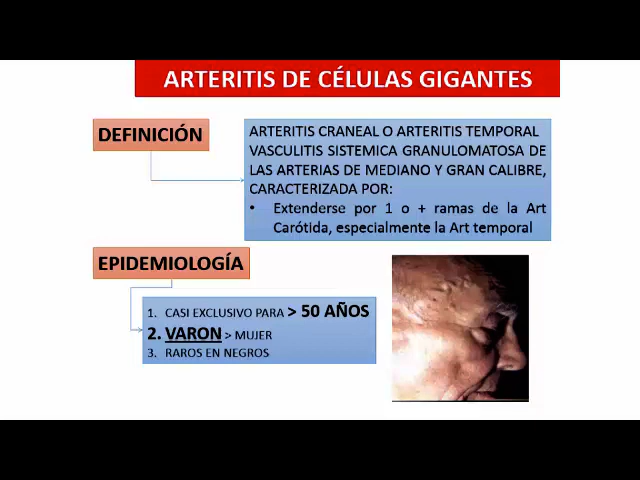 ARTERITIS DE CÉLULAS GIGANTES
DEFINICIÓN
ARTERITIS CRANEAL O ARTERITIS TEMPORAL
VASCULITIS SISTEMICA GRANULOMATOSA DE
LAS ARTERIAS DE MEDIANO Y GRAN CALIBRE,
CARACTERIZADA POR:
• Extenderse por 1 o + ramas de la Art
Carótida, especialmente la Art temporal
EPIDEMIOLOGÍA
1. CASI EXCLUSIVO PARA > 50 AÑOS
2. VARON > MUJER
3. RAROS EN NEGROS